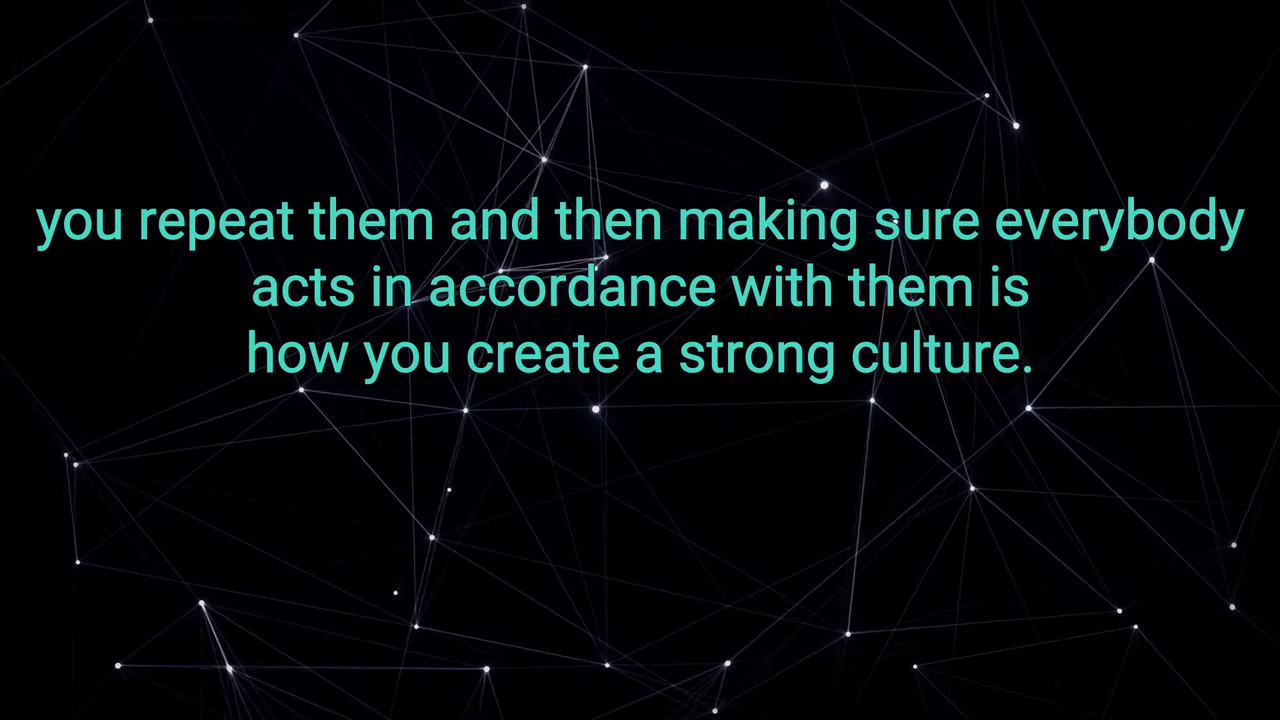 you repeat them and then making sure everybody
acts in accordance with them is
how you create a strong culture.